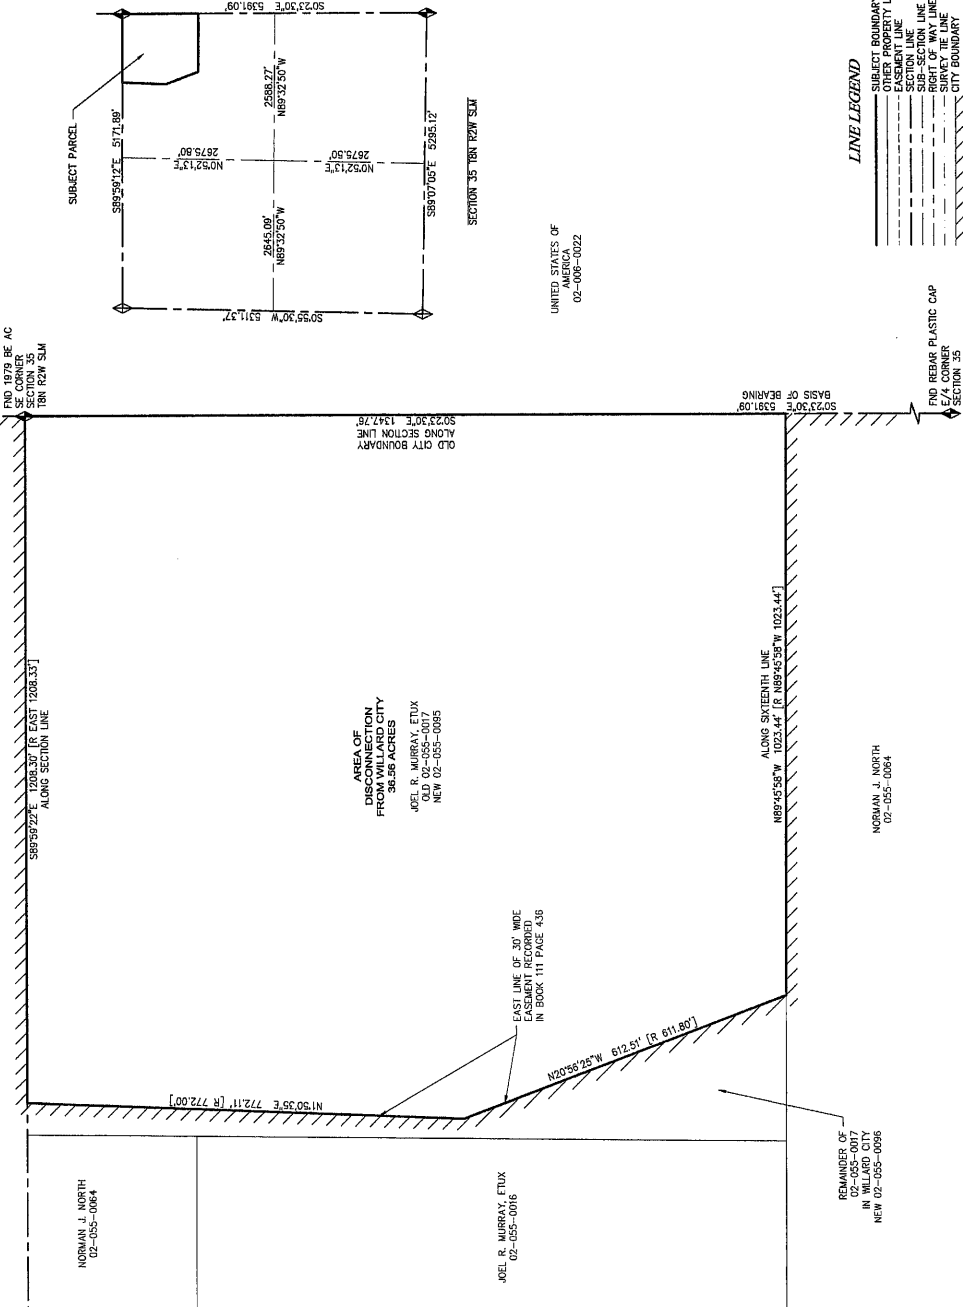 S0°23'30"E 5391.09'
SUBJECT PARCEL
S89°59'12"E 5171.89'
2588.27'
N89°32'50"W
N0°52'13"E
2675.80'
N0°52'13"E
2675.80'
2645.09'
N89°32'50"W
S89°07'05"E 5295.12'
S0°55'30"W 5311.37'
SECTION 35 T8N R2W SLM
LINE LEGEND
SUBJECT BOUNDARY
OTHER PROPERTY L
EASEMENT LINE
SECTION LINE
SUB-SECTION LINE
RIGHT OF WAY LINE
SURVEY TIE LINE
CITY BOUNDARY
UNITED STATES OF
AMERICA
02-006-0022
FND 1979 BE AC
SE CORNER
SECTION 35
T8N R2W SLM
OLD CITY BOUNDARY
ALONG SECTION LINE
S0°23'30"E 1347.76'
S0°23'30"E 5391.09'
BASIS OF BEARING
FND REBAR PLASTIC CAP
E/4 CORNER
SECTION 35
S89°59'22"E 1208.30' [R EAST 1208.33']
ALONG SECTION LINE
AREA OF
DISCONNECTION
FROM WILLARD CITY
36.56 ACRES
JOEL R. MURRAY, ETUX
OLD 02-055-0017
NEW 02-055-0095
ALONG SIXTEENTH LINE
N89°45'58"W 1023.44' [R N89°45'58"W 1023.44']
NORMAN J. NORTH
02-055-0064
EAST LINE OF 30' WIDE
EASEMENT RECORDED
IN BOOK 111 PAGE 436
N20°56'25"W 612.51' [R 611.80']
N1°50'35"E 772.11' [R 772.00']
NORMAN J. NORTH
02-055-0064
JOEL R. MURRAY, ETUX
02-055-0016
REMAINDER OF
02-055-0017
IN WILLARD CITY
NEW 02-055-0096